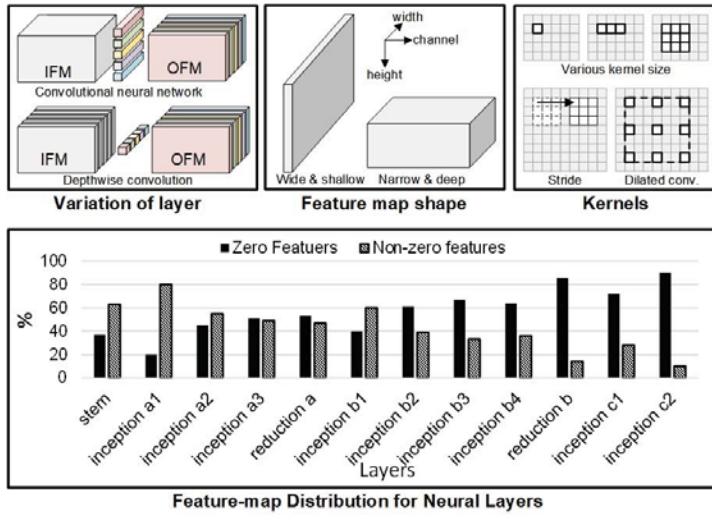 IFM
OFM
Convolutional neural network
IFM
OFM
Depthwise convolution
Variation of layer
width
channel
height
Wide & shallow
Narrow & deep
Feature map shape
Various kernel size
Stride
Dilated conv.
Kernels
Zero Featuers
Non-zero features
100
80
60
40
20
0
%
stem
inception a1
inception a2
inception a3
reduction a
inception b1
inception b2
inception b3
inception b4
reduction b
inception c1
inception c2
Layers
Feature-map Distribution for Neural Layers